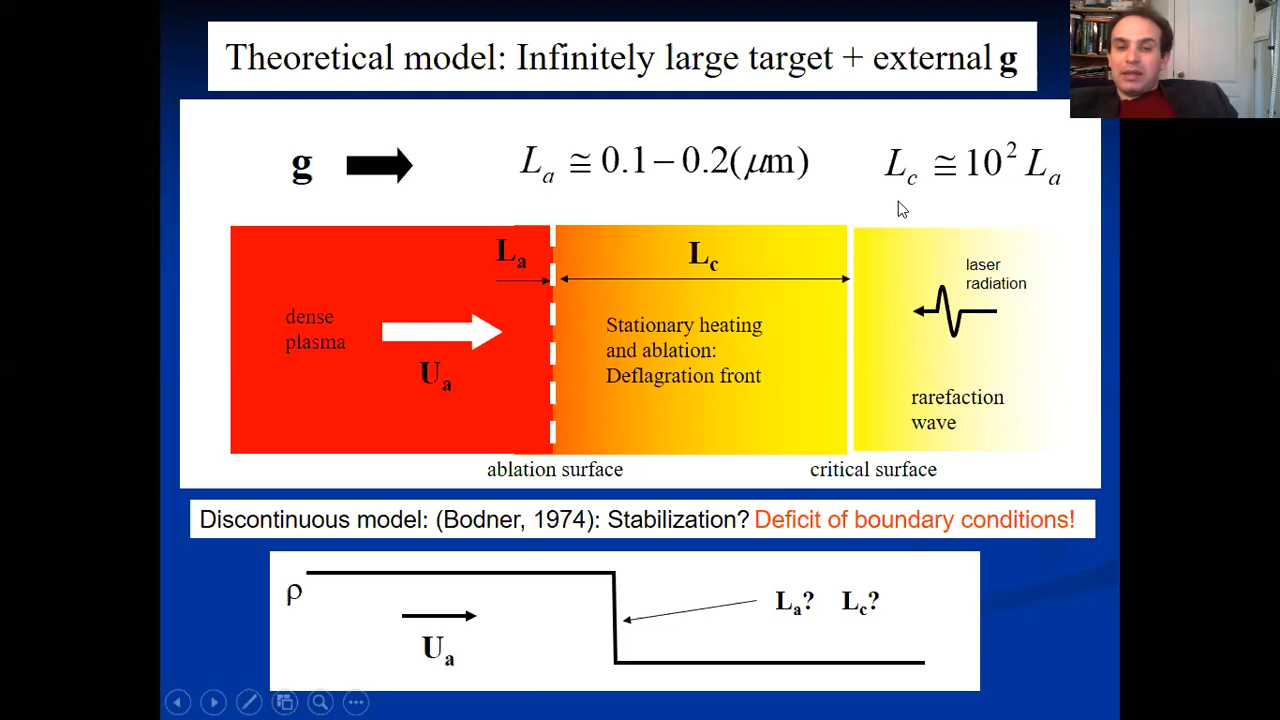 Theoretical model: Infinitely large target + external g
g
L_a ≅ 0.1 − 0.2(μm)
L_c ≅ 10² L_a
L_a
L_c
laser
radiation
dense
plasma
U_a
Stationary heating
and ablation:
Deflagration front
rarefaction
wave
ablation surface
critical surface
Discontinuous model: (Bodner, 1974): Stabilization? Deficit of boundary conditions!
ρ
U_a
L_a? L_c?